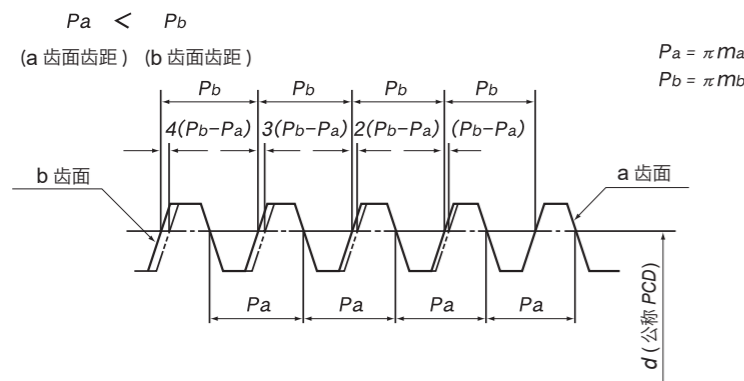 Pa < Pb
(a 齿面齿距) (b 齿面齿距)
Pa = πma
Pb = πmb
Pb Pb Pb Pb
4(Pb−Pa) 3(Pb−Pa) 2(Pb−Pa) (Pb−Pa)
b 齿面
a 齿面
Pa Pa Pa Pa
d (公称 PCD)